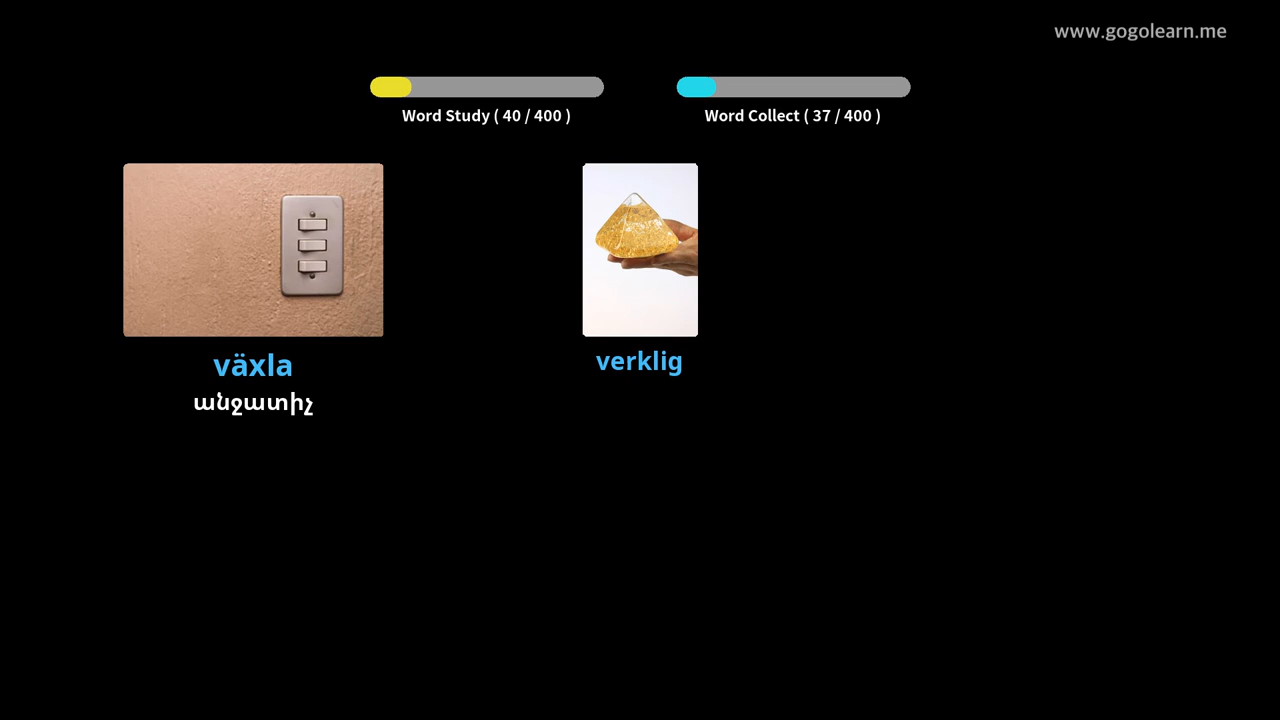 www.gogolearn.me
Word Study ( 40 / 400 )
Word Collect ( 37 / 400 )
växla
անջատիչ
verklig